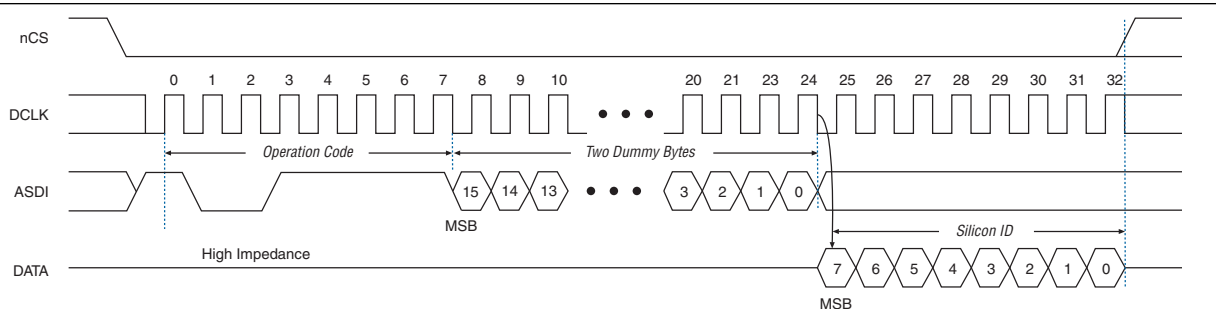 nCS
0 1 2 3 4 5 6 7 8 9 10 20 21 23 24 25 26 27 28 29 30 31 32
DCLK
Operation Code Two Dummy Bytes
ASDI 15 14 13 3 2 1 0
MSB
Silicon ID
High Impedance
DATA 7 6 5 4 3 2 1 0
MSB